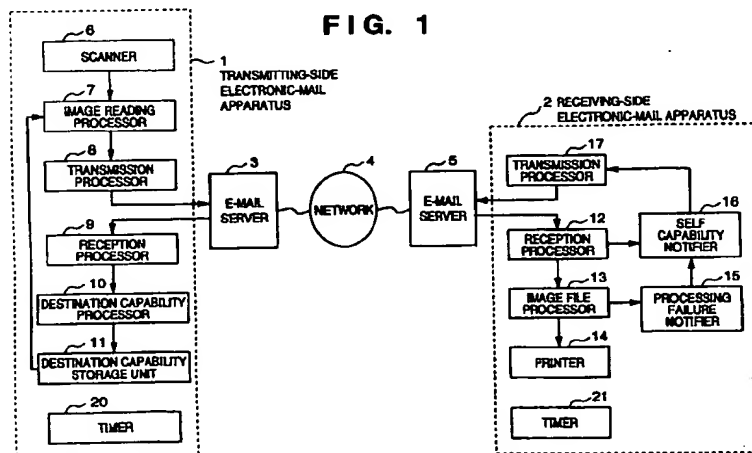 FIG. 1
6
SCANNER
7
IMAGE READING
PROCESSOR
8
TRANSMISSION
PROCESSOR
9
RECEPTION
PROCESSOR
10
DESTINATION CAPABILITY
PROCESSOR
11
DESTINATION CAPABILITY
STORAGE UNIT
20
TIMER
1
TRANSMITTING-SIDE
ELECTRONIC-MAIL
APPARATUS
3
E-MAIL
SERVER
4
NETWORK
5
E-MAIL
SERVER
2 RECEIVING-SIDE
ELECTRONIC-MAIL APPARATUS
17
TRANSMISSION
PROCESSOR
16
SELF
CAPABILITY
NOTIFIER
12
RECEPTION
PROCESSOR
13
IMAGE FILE
PROCESSOR
15
PROCESSING
FAILURE
NOTIFIER
14
PRINTER
21
TIMER